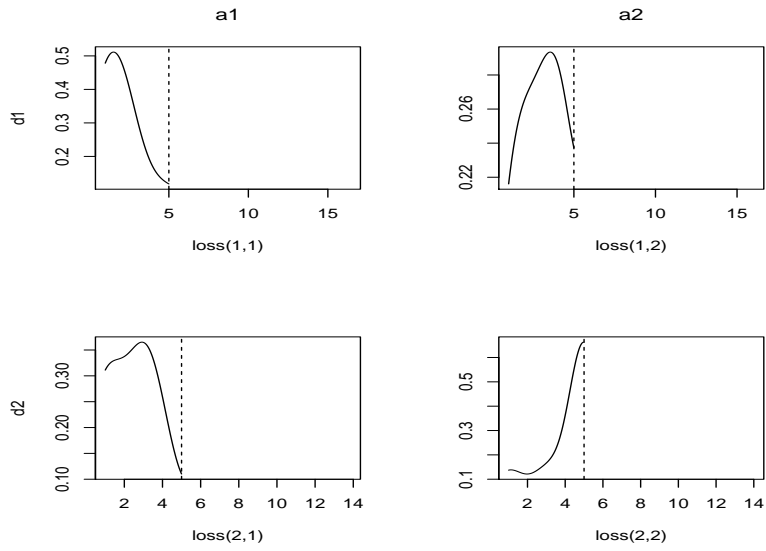 a1 a2
d1
0.2 0.3 0.4 0.5
0.22 0.26
5 10 15
5 10 15
loss(1,1) loss(1,2)
d2
0.10 0.20 0.30
0.1 0.3 0.5
2 4 6 8 10 12 14
2 4 6 8 10 12 14
loss(2,1) loss(2,2)